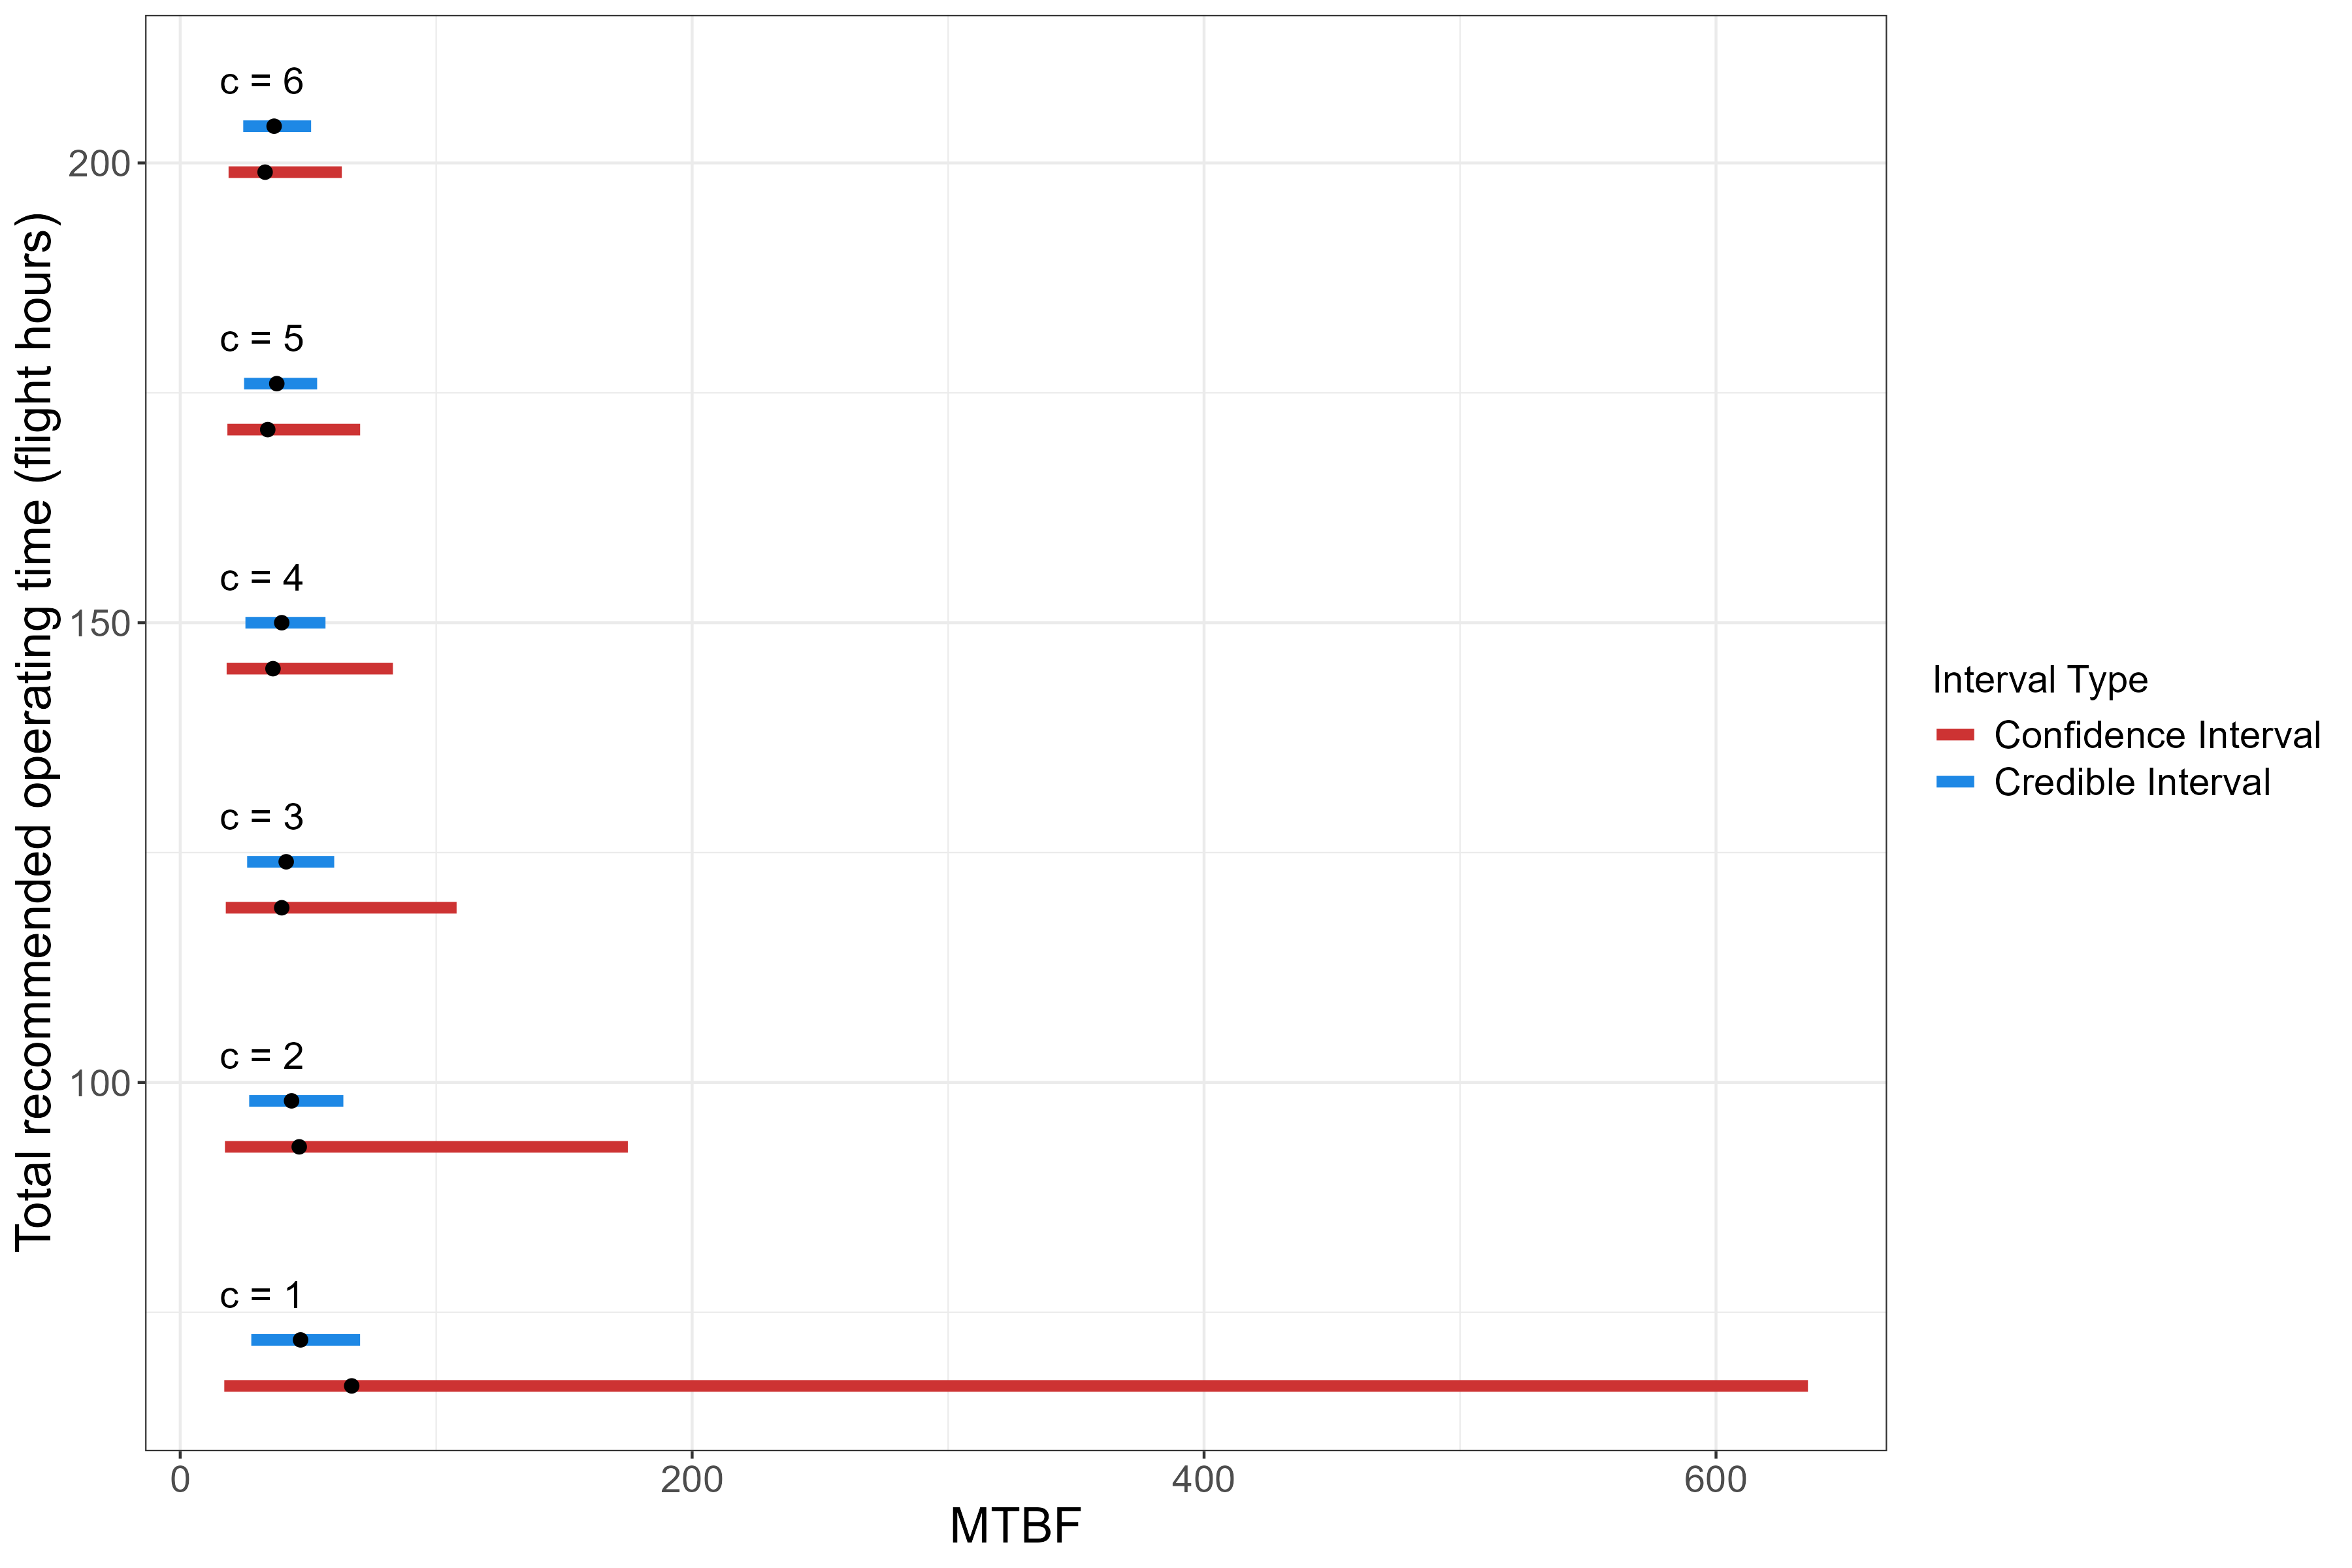 c = 6
c = 5
c = 4
c = 3
c = 2
c = 1
200
150
100
Total recommended operating time (flight hours)
0
200
400
600
MTBF
Interval Type
Confidence Interval
Credible Interval